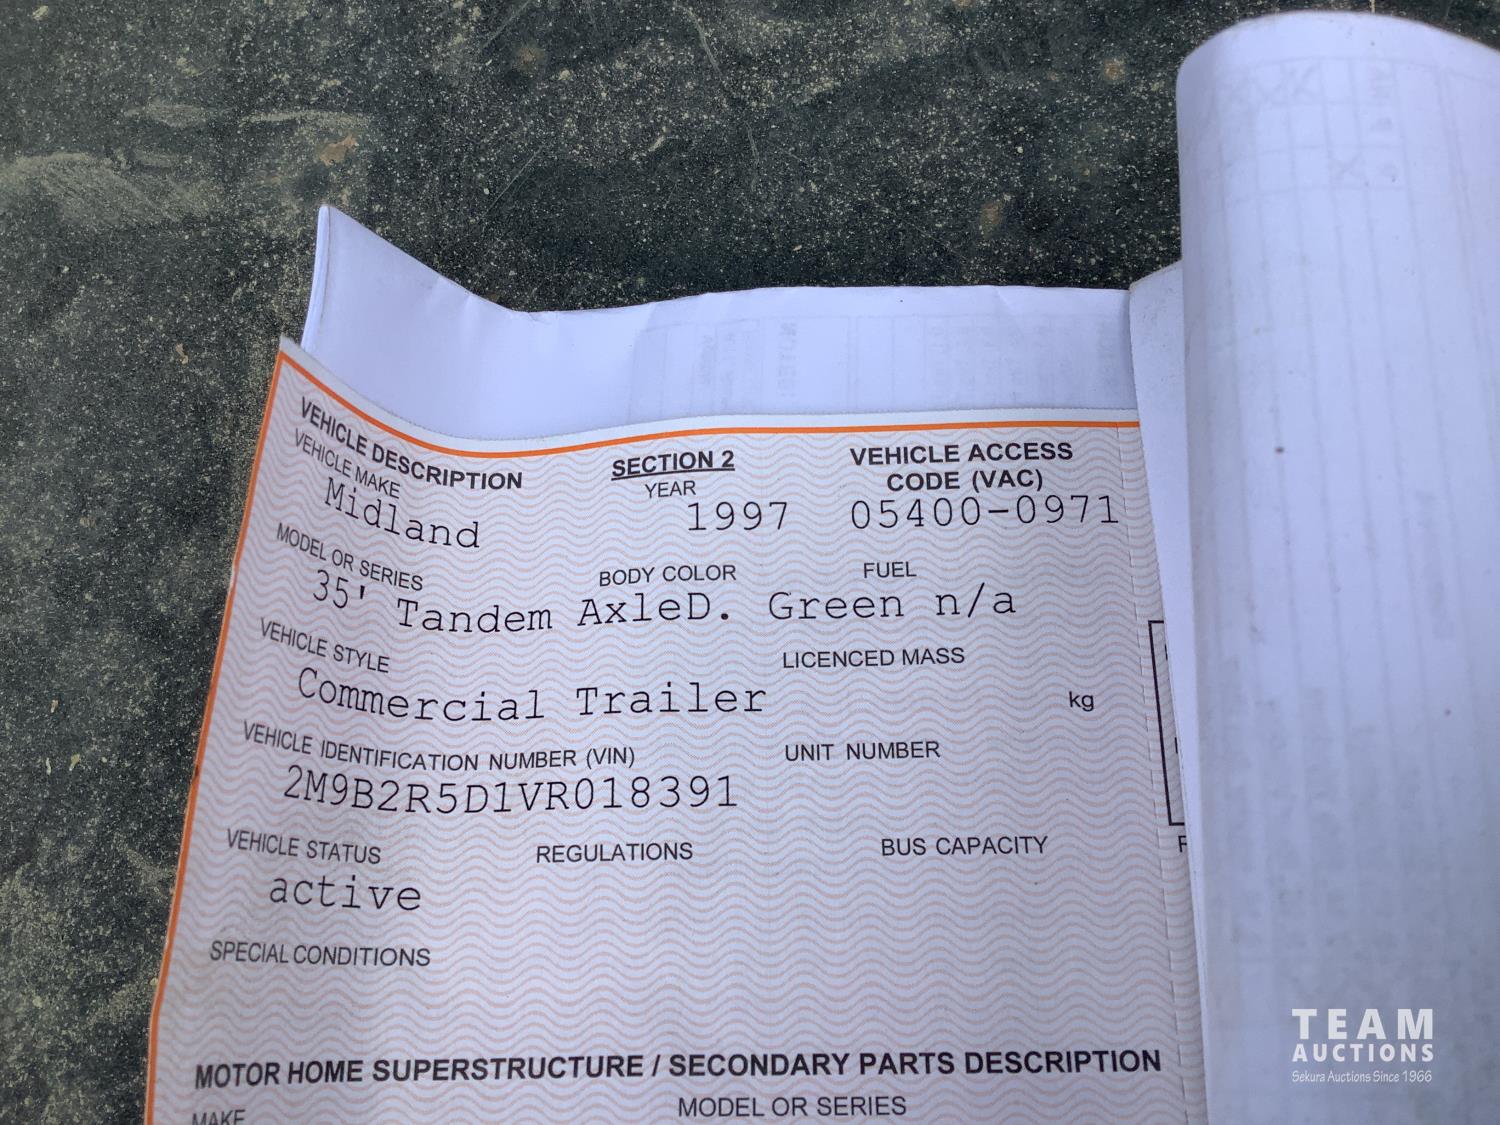 VEHICLE DESCRIPTION SECTION 2 VEHICLE ACCESS
VEHICLE MAKE YEAR CODE (VAC)
Midland 1997 05400-0971
MODEL OR SERIES BODY COLOR FUEL
35' Tandem AxleD. Green n/a
VEHICLE STYLE LICENCED MASS
Commercial Trailer kg
VEHICLE IDENTIFICATION NUMBER (VIN) UNIT NUMBER
2M9B2R5D1VR018391
VEHICLE STATUS REGULATIONS BUS CAPACITY
active
SPECIAL CONDITIONS
MOTOR HOME SUPERSTRUCTURE / SECONDARY PARTS DESCRIPTION
MAKE MODEL OR SERIES
TEAM
AUCTIONS
Sekura Auctions Since 1966